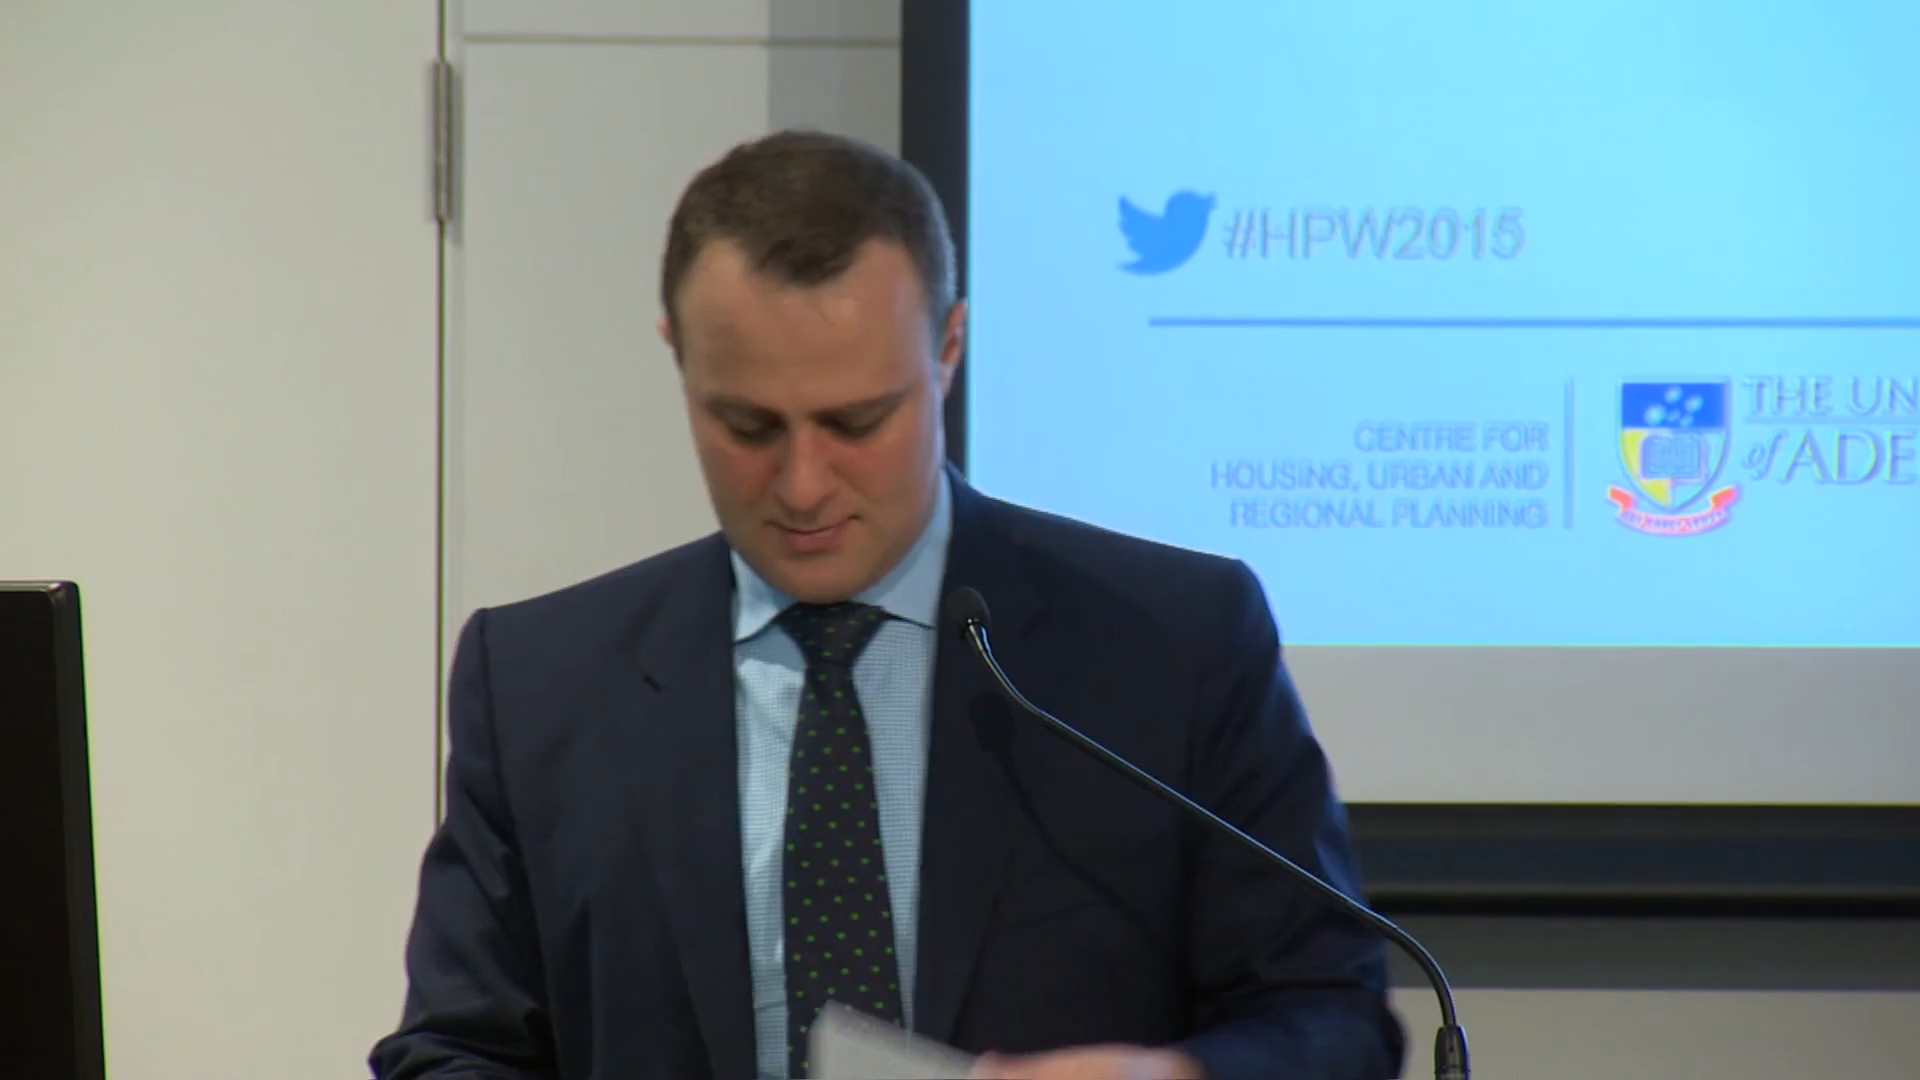 #HPW2015
CENTRE FOR
HOUSING, URBAN AND
REGIONAL PLANNING
THE UN
of ADE